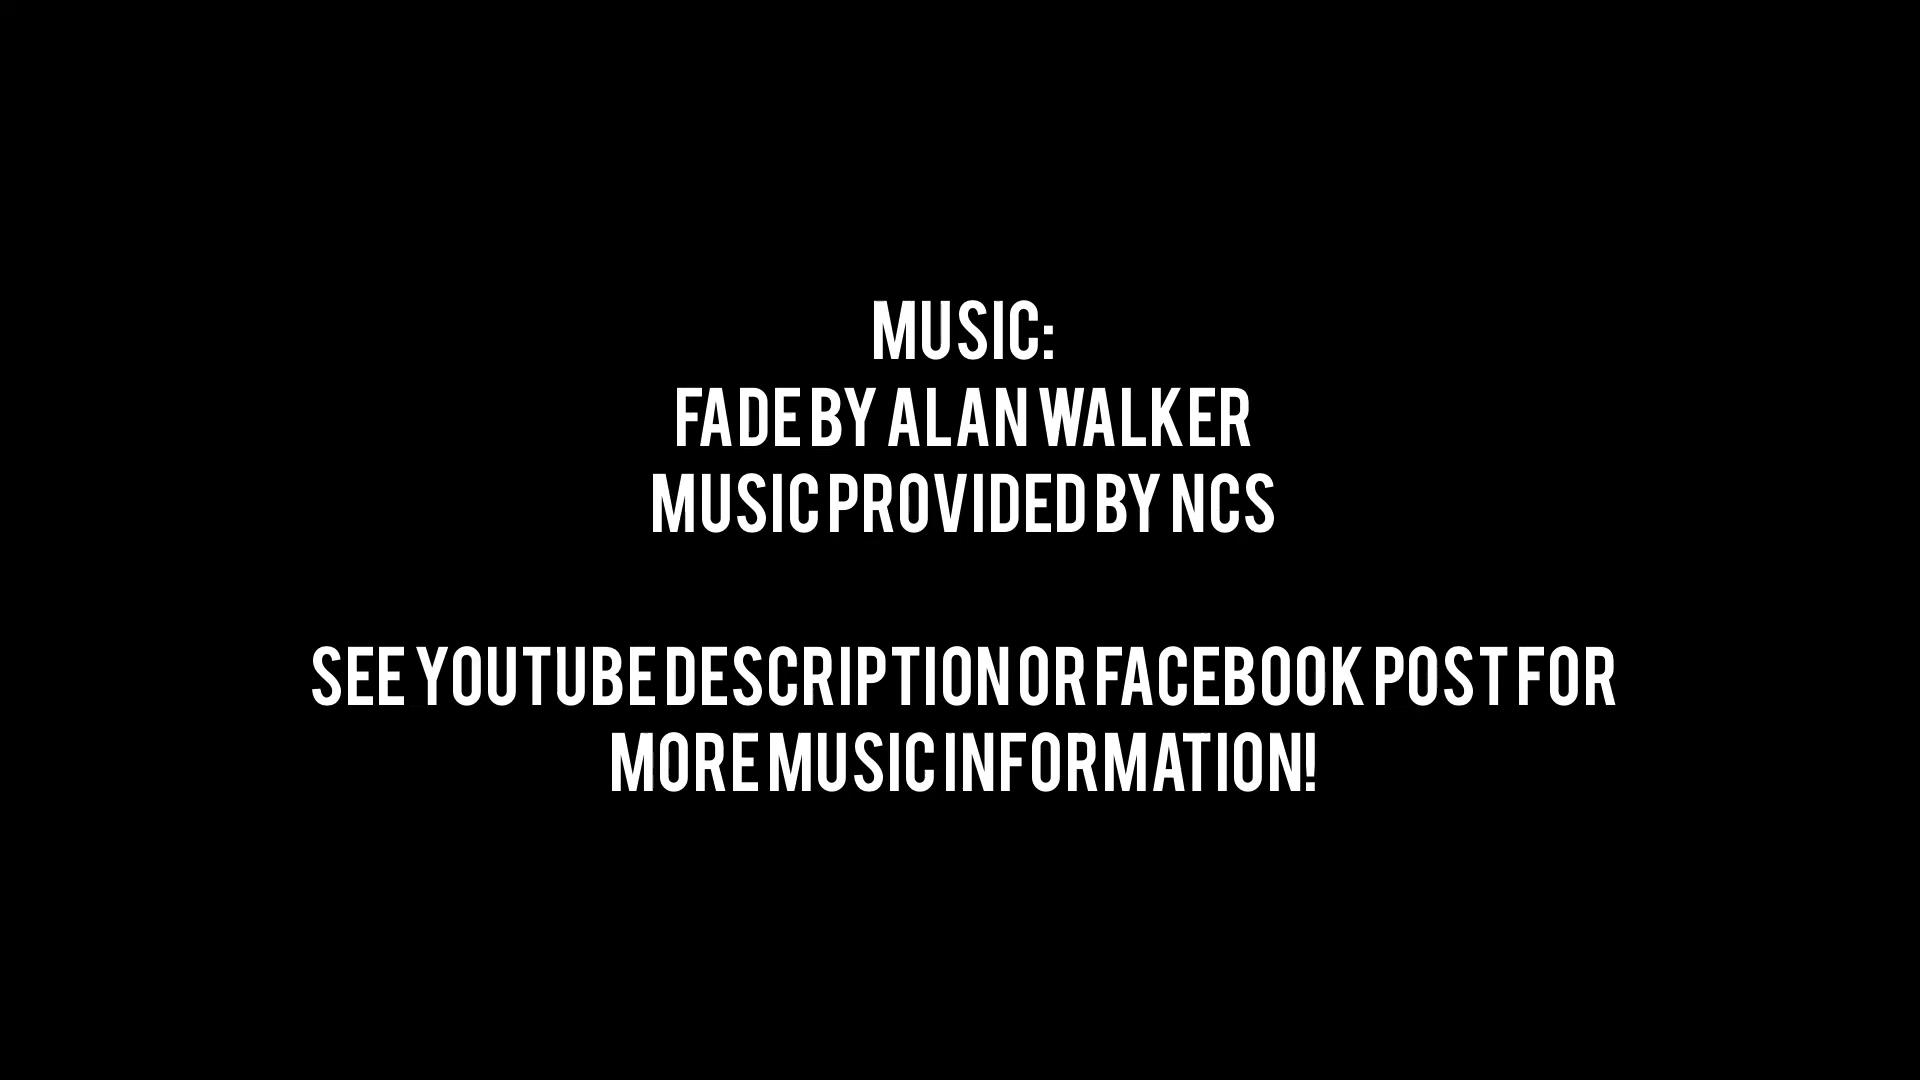 MUSIC:
FADE BY ALAN WALKER
MUSIC PROVIDED BY NCS
SEE YOUTUBE DESCRIPTION OR FACEBOOK POST FOR
MORE MUSIC INFORMATION!